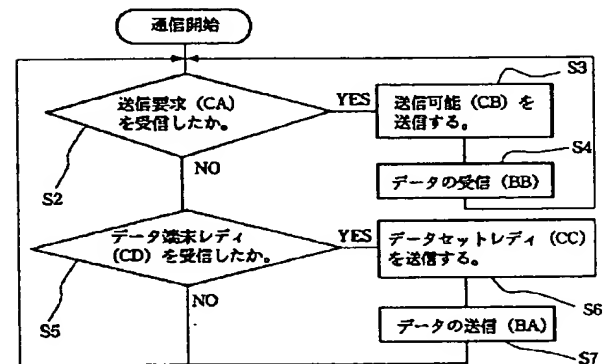 通信開始
送信要求（CA）
を受信したか。
YES
送信可能（CB）を
送信する。
S3
S4
NO
データの受信（BB）
S2
データ端末レディ
（CD）を受信したか。
YES
データセットレディ（CC）
を送信する。
NO
S6
S5
データの送信（BA）
S7